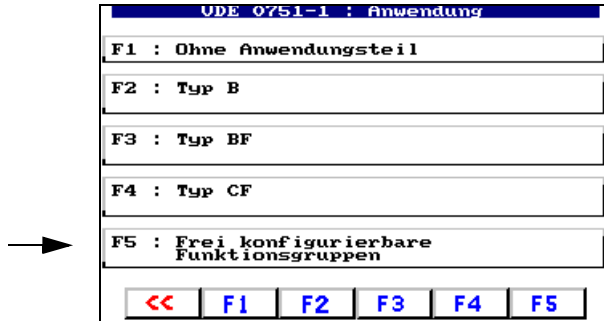 VDE 0751-1 : Anwendung
F1 : Ohne Anwendungsteil
F2 : Typ B
F3 : Typ BF
F4 : Typ CF
F5 : Frei konfigurierbare
Funktionsgruppen
<< F1 F2 F3 F4 F5